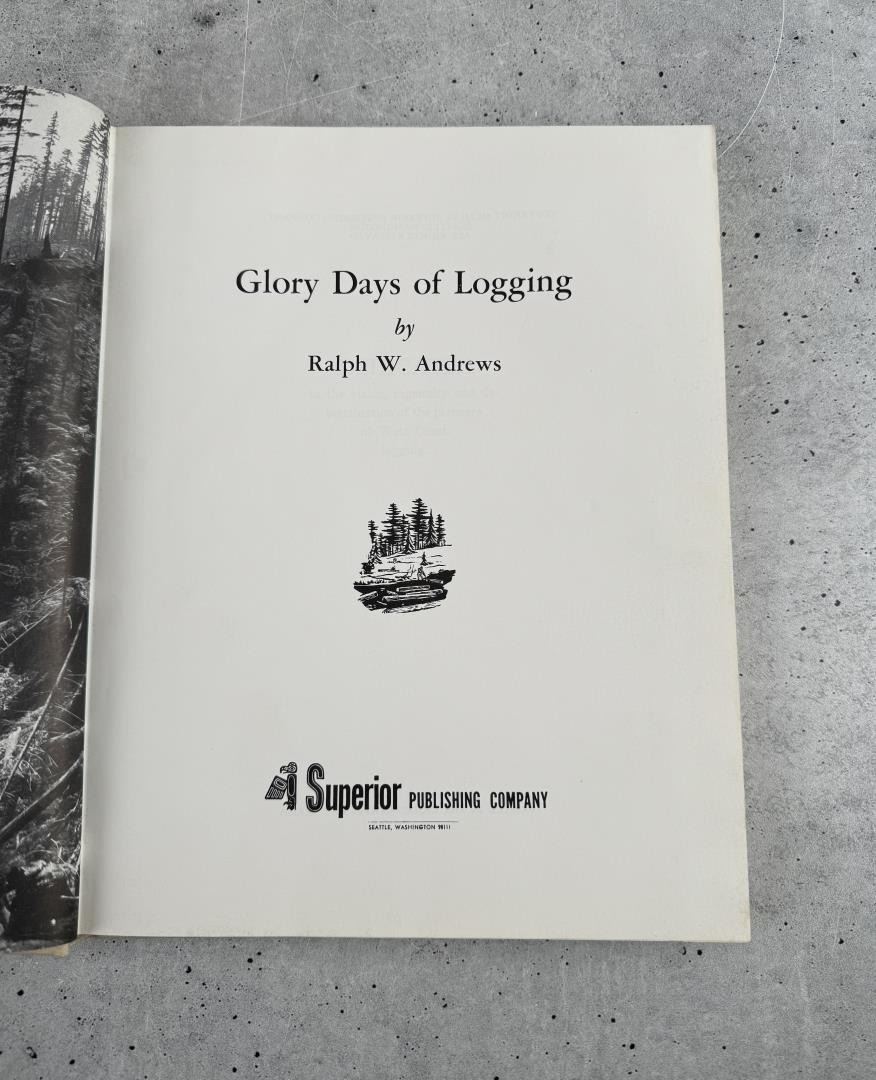 Glory Days of Logging
by
Ralph W. Andrews
Superior PUBLISHING COMPANY
SEATTLE, WASHINGTON 98111